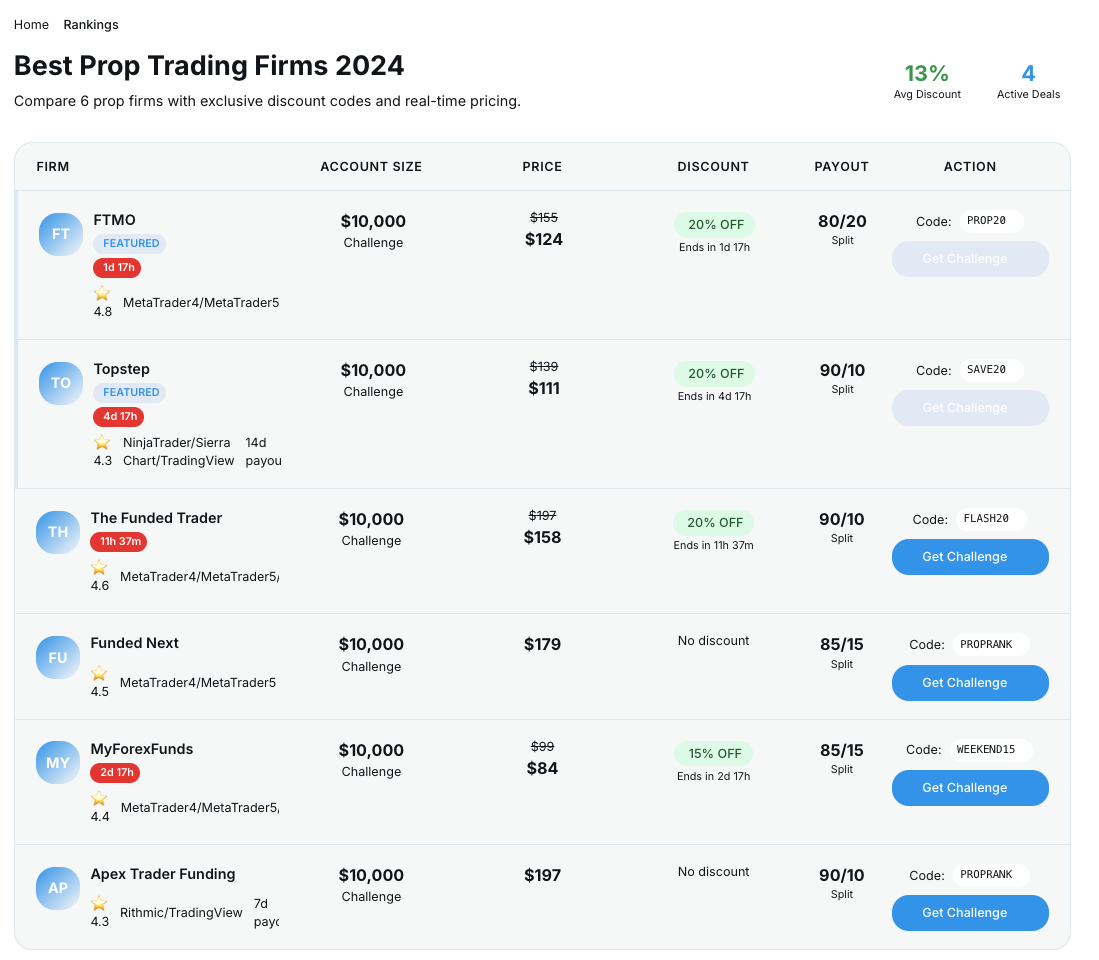 Home Rankings
Best Prop Trading Firms 2024
Compare 6 prop firms with exclusive discount codes and real-time pricing.
13%
Avg Discount
4
Active Deals
FIRM ACCOUNT SIZE PRICE DISCOUNT PAYOUT ACTION
FT
FTMO
FEATURED
1d 17h
4.8
MetaTrader4/MetaTrader5
$10,000
Challenge
$155
$124
20% OFF
Ends in 1d 17h
80/20
Split
Code: PROP20
Get Challenge
TO
Topstep
FEATURED
4d 17h
4.3
NinjaTrader/Sierra
Chart/TradingView
14d
payou
$10,000
Challenge
$139
$111
20% OFF
Ends in 4d 17h
90/10
Split
Code: SAVE20
Get Challenge
TH
The Funded Trader
11h 37m
4.6
MetaTrader4/MetaTrader5/
$10,000
Challenge
$197
$158
20% OFF
Ends in 11h 37m
90/10
Split
Code: FLASH20
Get Challenge
FU
Funded Next
4.5
MetaTrader4/MetaTrader5
$10,000
Challenge
$179
No discount
85/15
Split
Code: PROPRANK
Get Challenge
MY
MyForexFunds
2d 17h
4.4
MetaTrader4/MetaTrader5,
$10,000
Challenge
$99
$84
15% OFF
Ends in 2d 17h
85/15
Split
Code: WEEKEND15
Get Challenge
AP
Apex Trader Funding
4.3
Rithmic/TradingView
7d
payo
$10,000
Challenge
$197
No discount
90/10
Split
Code: PROPRANK
Get Challenge